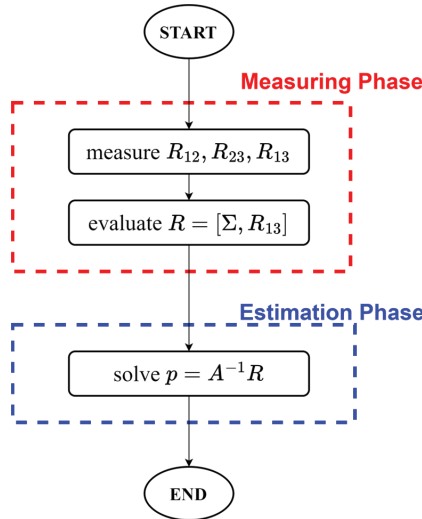 START
Measuring Phase
measure R₁₂, R₂₃, R₁₃
evaluate R = [Σ, R₁₃]
Estimation Phase
solve p = A⁻¹R
END